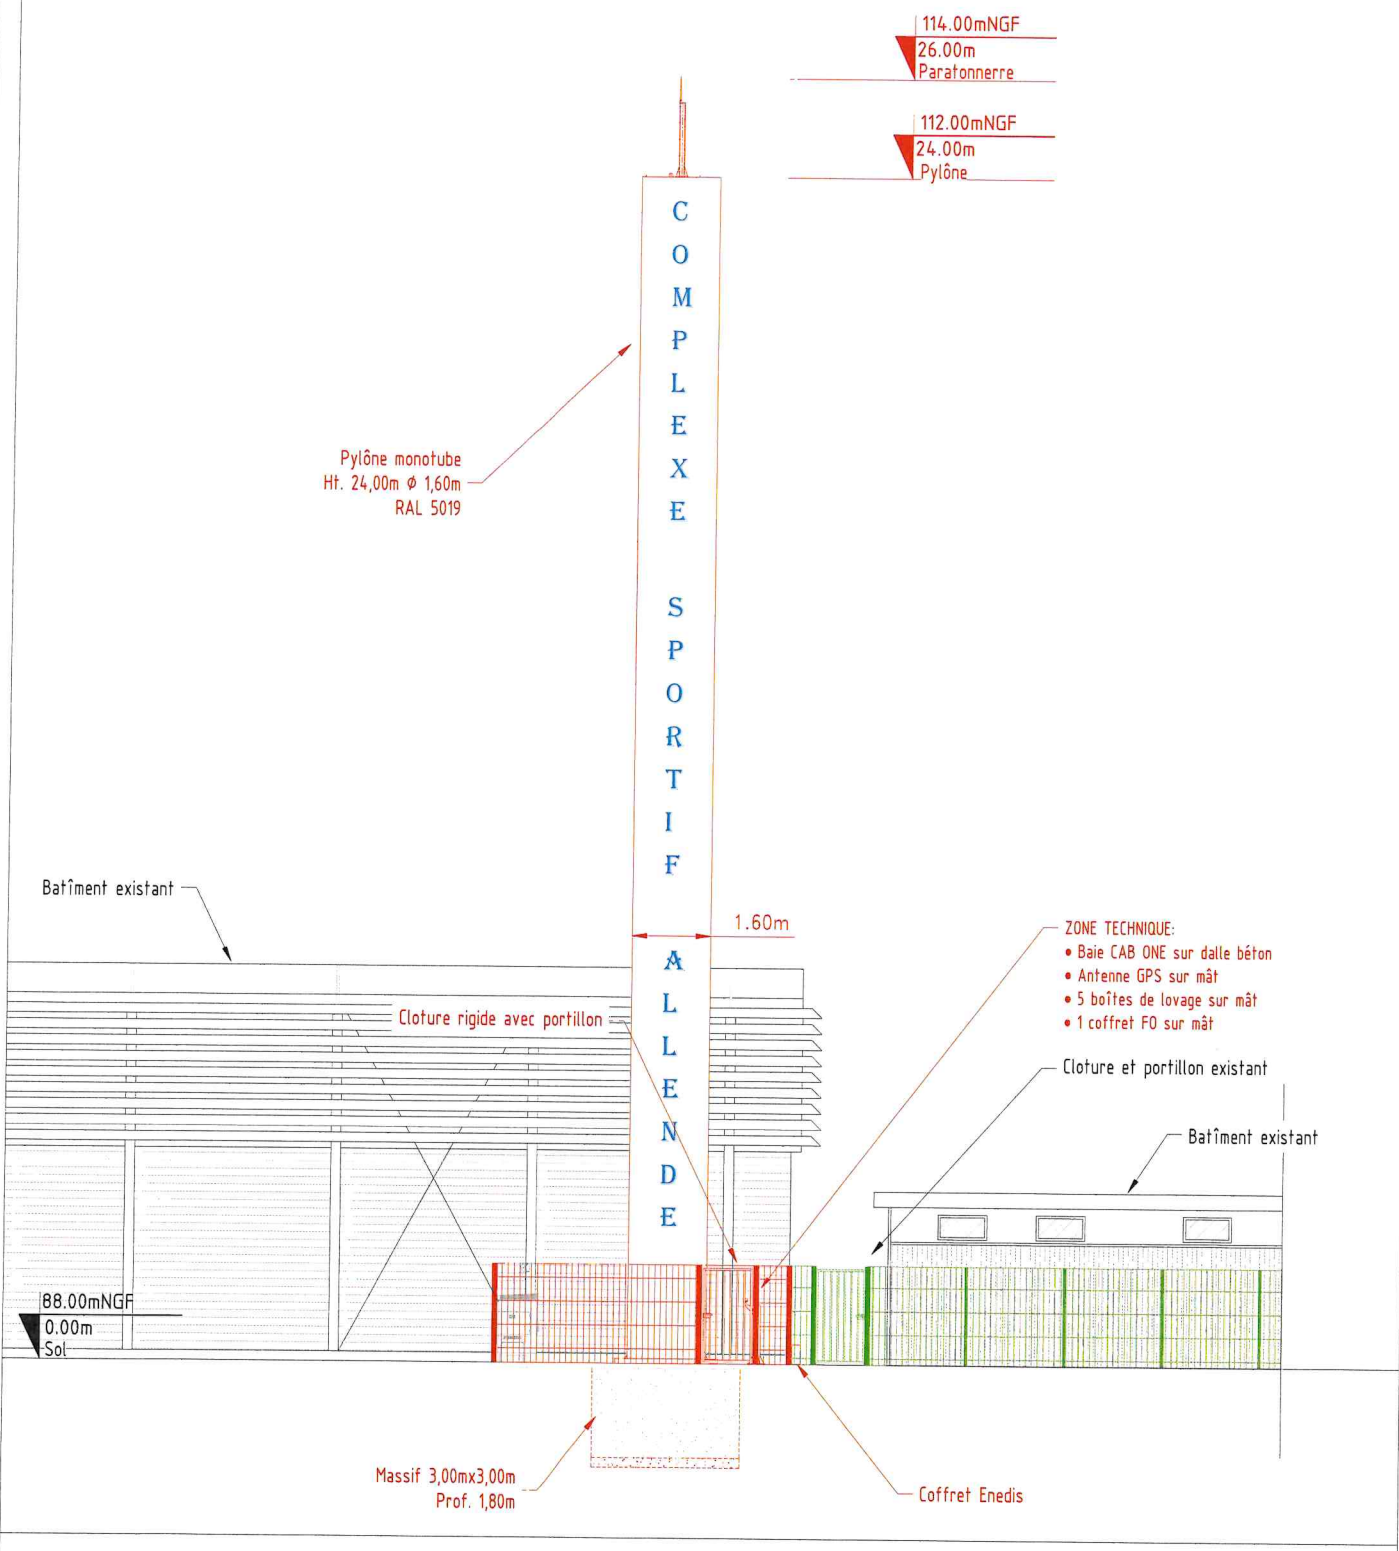 114.00mNGF
26.00m
Paratonnerre
112.00mNGF
24.00m
Pylône
COMPLEXE SPORTIF ALLENDE
Pylône monotube
Ht. 24,00m Ø 1,60m
RAL 5019
Batîment existant
1.60m
ZONE TECHNIQUE:
• Baie CAB ONE sur dalle béton
• Antenne GPS sur mât
• 5 boîtes de lovage sur mât
• 1 coffret FO sur mât
Cloture rigide avec portillon
Cloture et portillon existant
Batîment existant
88.00mNGF
0.00m
Sol
Massif 3,00mx3,00m
Prof. 1,80m
Coffret Enedis